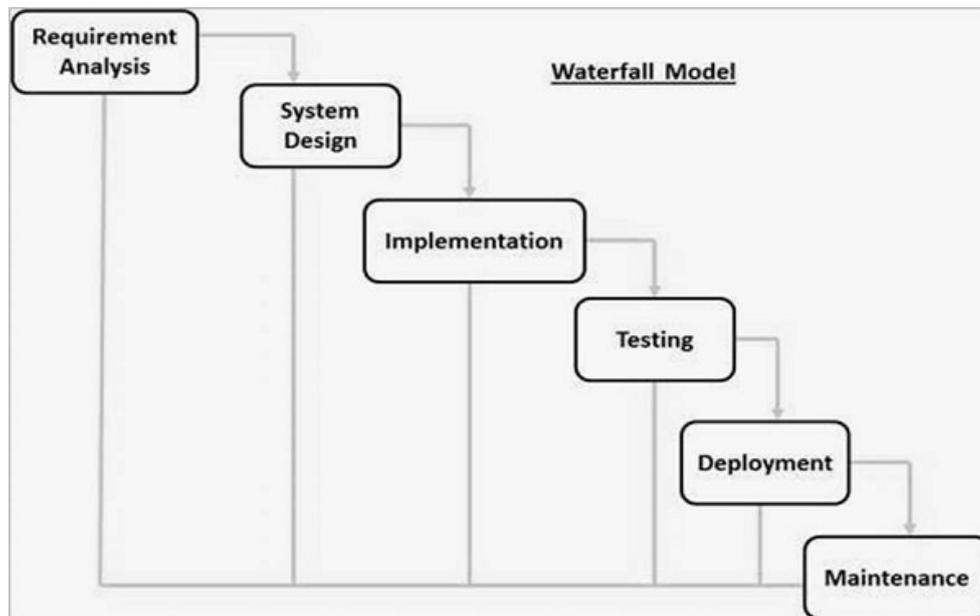 Requirement
Analysis
Waterfall Model
System
Design
Implementation
Testing
Deployment
Maintenance